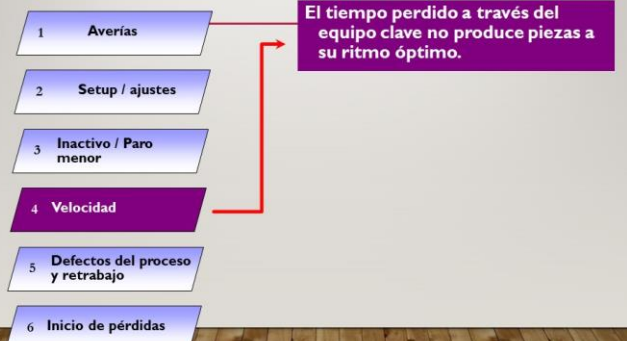 El tiempo perdido a través del
equipo clave no produce piezas a
su ritmo óptimo.
1 Averías
2 Setup / ajustes
3 Inactivo / Paro
menor
4 Velocidad
5 Defectos del proceso
y retrabajo
6 Inicio de pérdidas